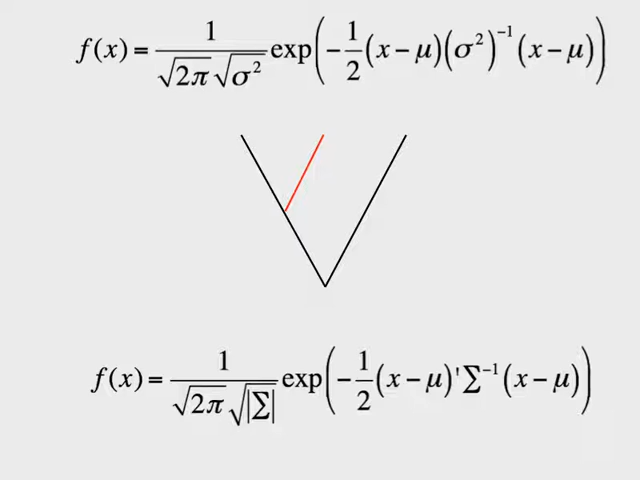 f(x) = 1/(√2π √σ²) exp(−1/2 (x − μ)(σ²)⁻¹ (x − μ))
f(x) = 1/(√2π √|Σ|) exp(−1/2 (x − μ)'Σ⁻¹ (x − μ))